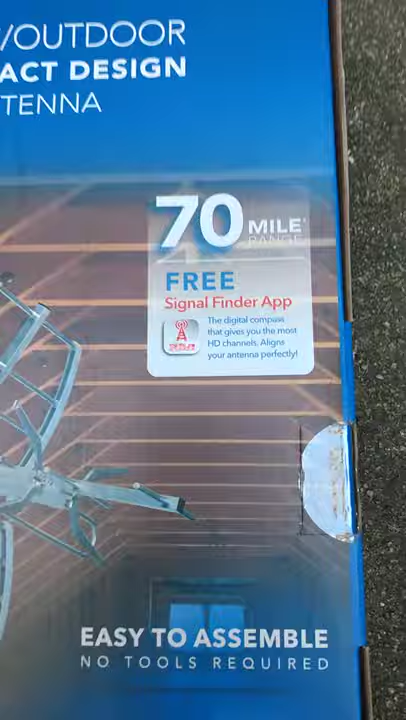 /OUTDOOR
ACT DESIGN
TENNA
70 MILE
RANGE
FREE
Signal Finder App
The digital compass
that gives you the most
HD channels. Aligns
your antenna perfectly!
EASY TO ASSEMBLE
NO TOOLS REQUIRED